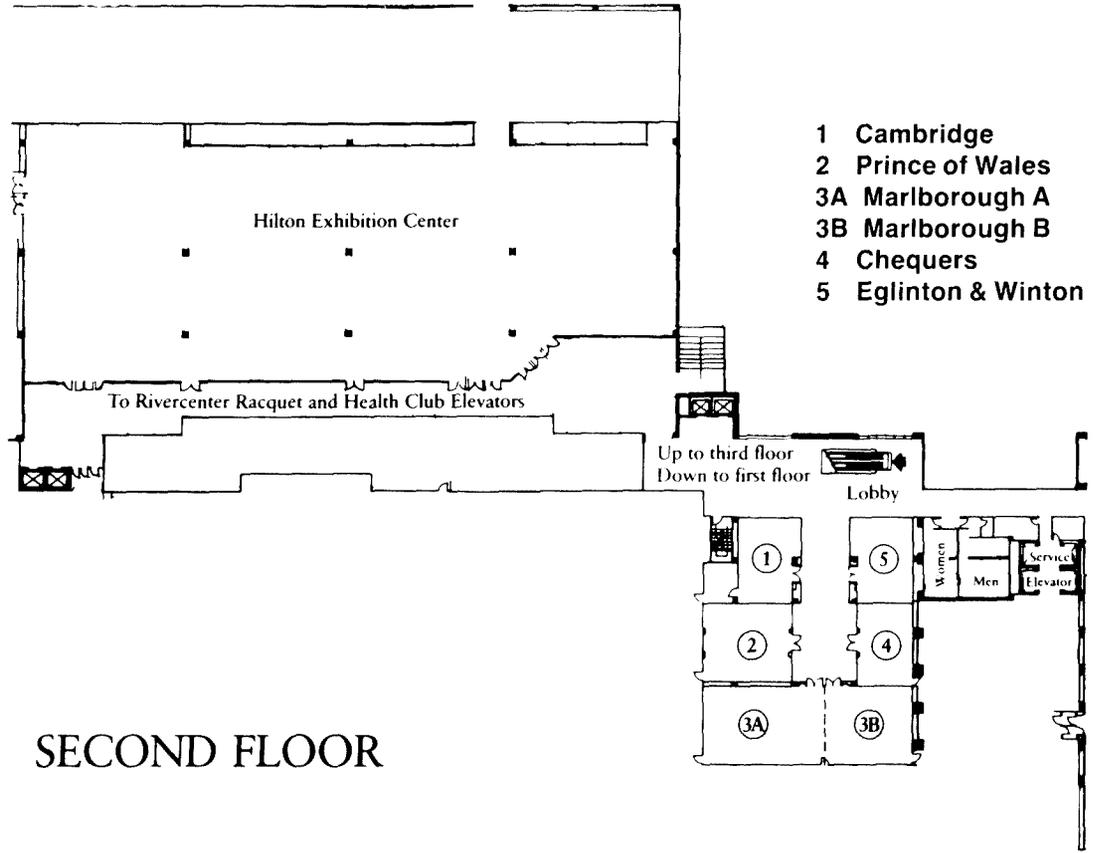 1 Cambridge
2 Prince of Wales
3A Marlborough A
3B Marlborough B
4 Chequers
5 Eglinton & Winton
Hilton Exhibition Center
To Rivercenter Racquet and Health Club Elevators
Up to third floor
Down to first floor
Lobby
1
5
Women
Men
Service
Elevator
2
4
3A
3B
SECOND FLOOR